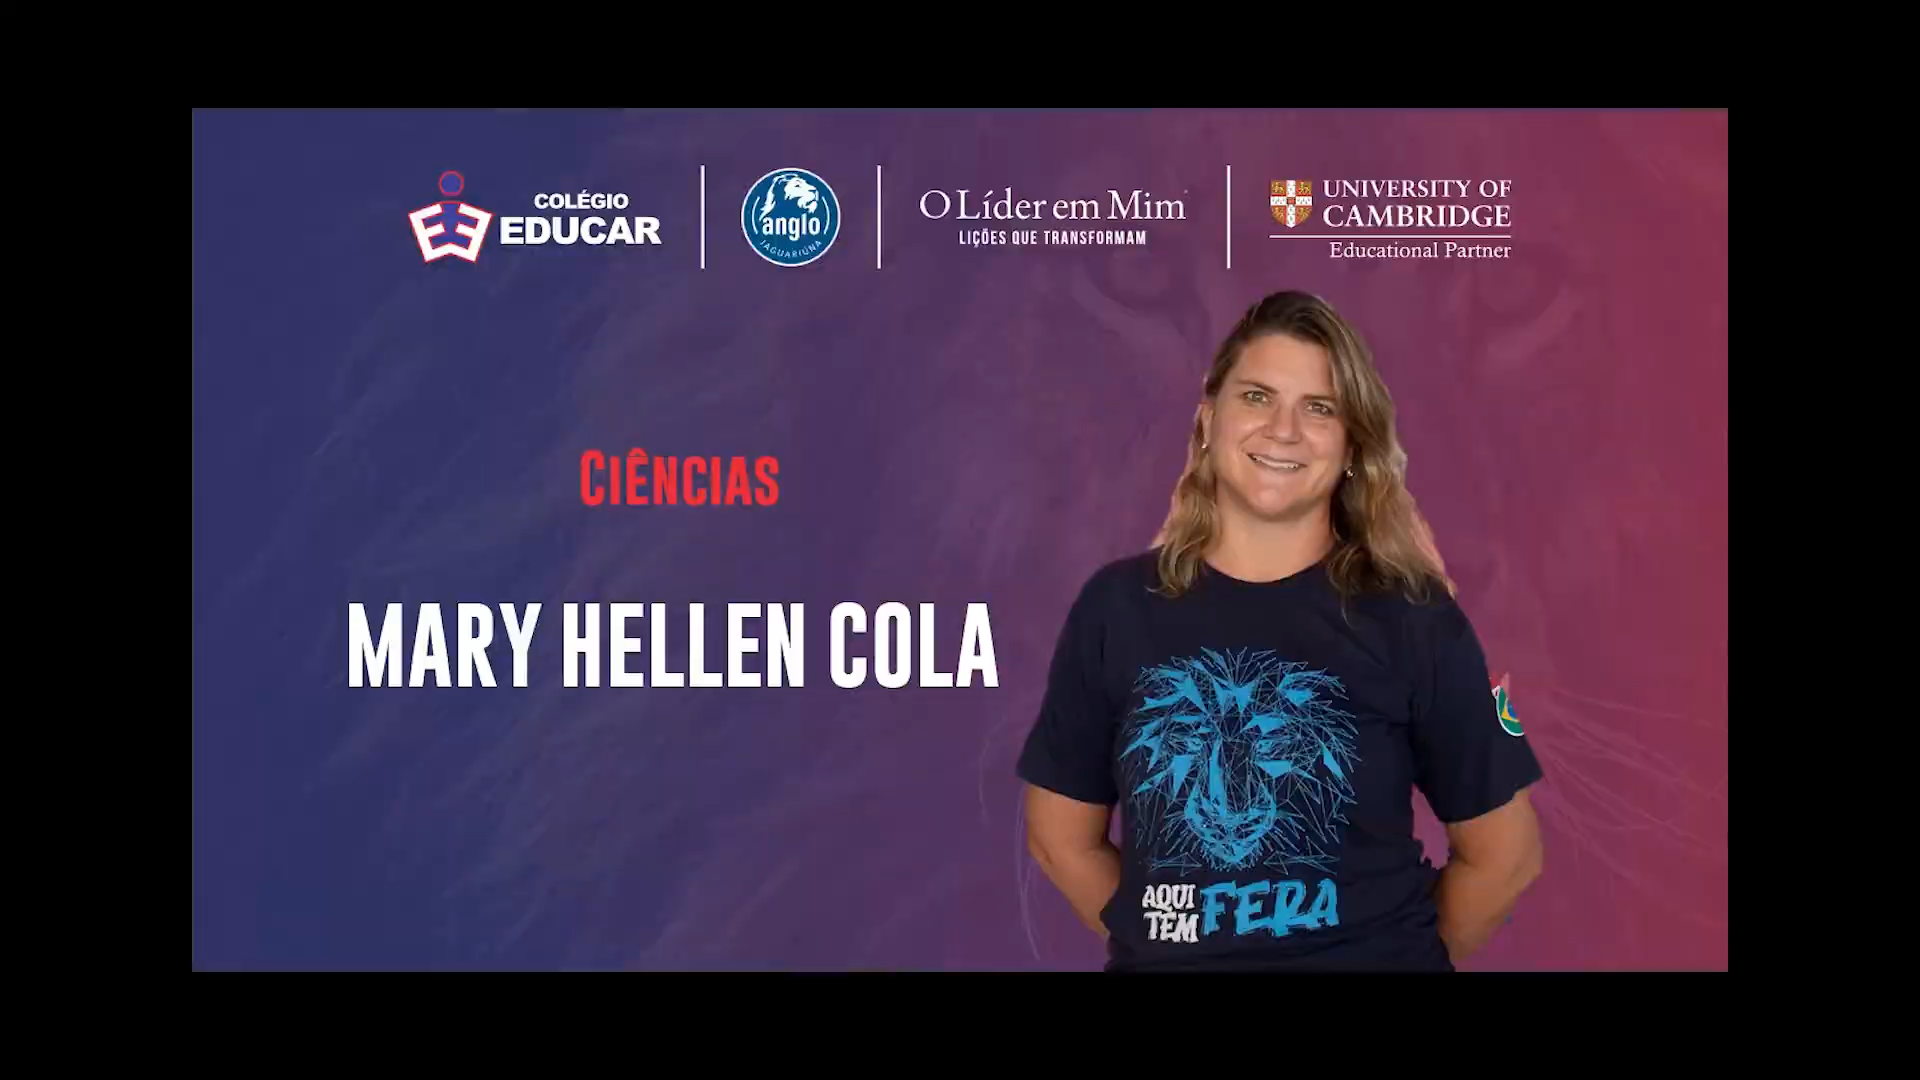 COLÉGIO
EDUCAR
anglo
JAGUARIÚNA
O Líder em Mim
LIÇÕES QUE TRANSFORMAM
UNIVERSITY OF
CAMBRIDGE
Educational Partner
CIÊNCIAS
MARY HELLEN COLA
AQUI
TEM
FERA